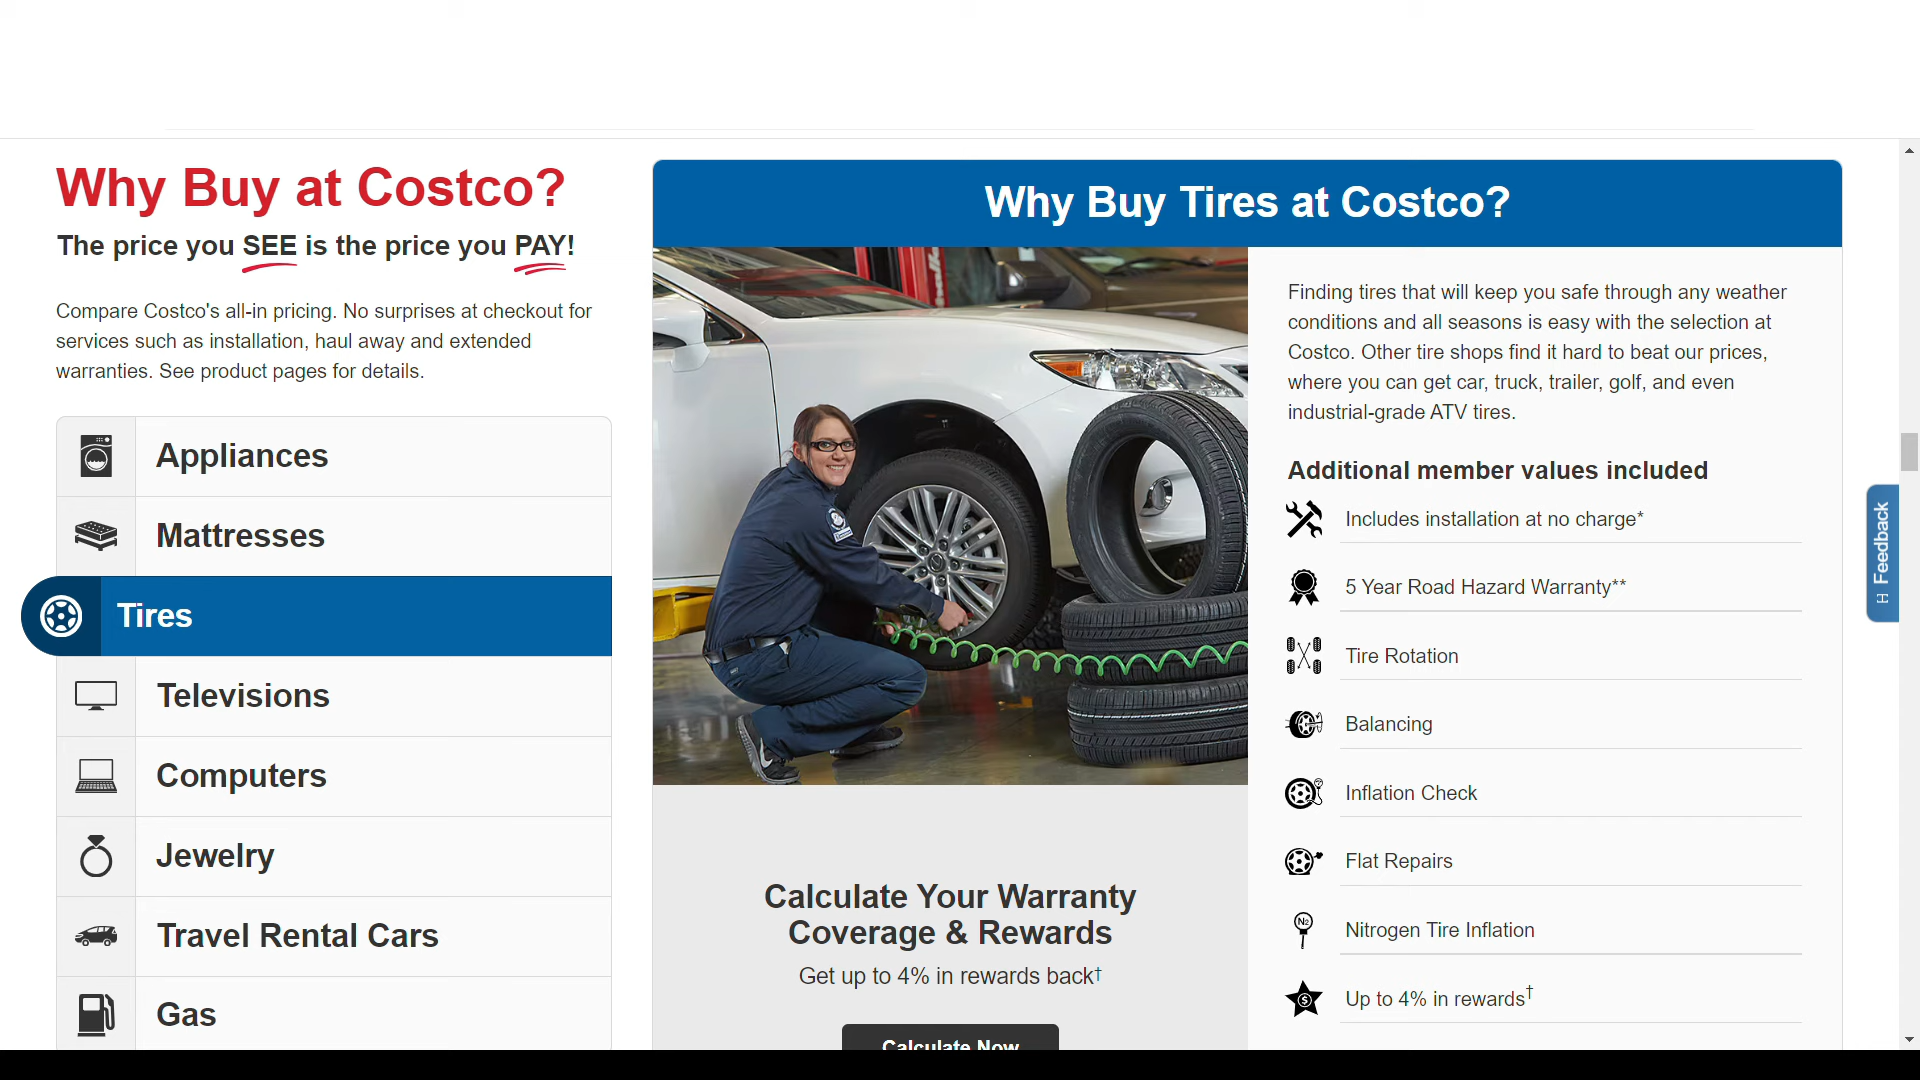 Why Buy at Costco?
The price you SEE is the price you PAY!
Compare Costco's all-in pricing. No surprises at checkout for
services such as installation, haul away and extended
warranties. See product pages for details.
Appliances
Mattresses
Tires
Televisions
Computers
Jewelry
Travel Rental Cars
Gas
Why Buy Tires at Costco?
Calculate Your Warranty
Coverage & Rewards
Get up to 4% in rewards back†
Calculate Now
Finding tires that will keep you safe through any weather
conditions and all seasons is easy with the selection at
Costco. Other tire shops find it hard to beat our prices,
where you can get car, truck, trailer, golf, and even
industrial-grade ATV tires.
Additional member values included
Includes installation at no charge*
5 Year Road Hazard Warranty**
Tire Rotation
Balancing
Inflation Check
Flat Repairs
N2
Nitrogen Tire Inflation
$
Up to 4% in rewards†
Feedback